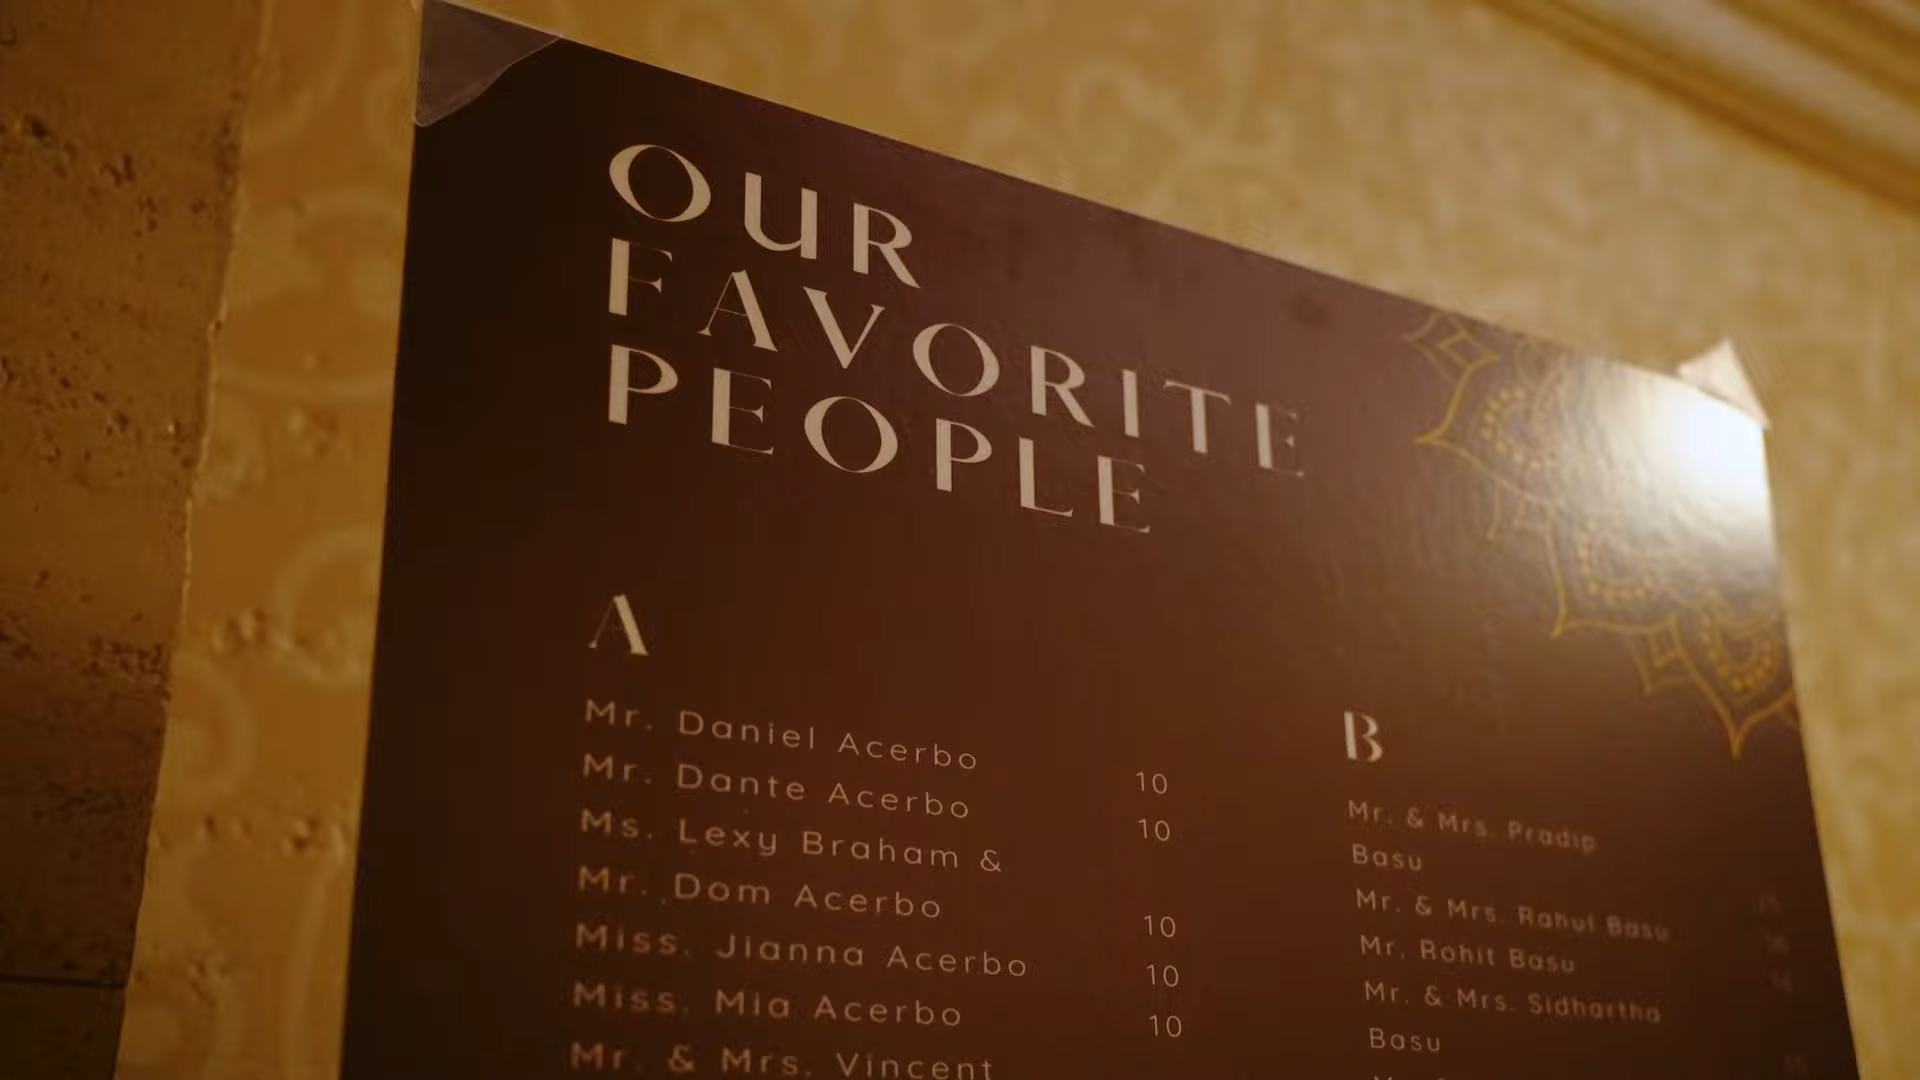 OUR
FAVORITE
PEOPLE
A
Mr. Daniel Acerbo 10
Mr. Dante Acerbo 10
Ms. Lexy Braham &
Mr. Dom Acerbo 10
Miss. Jianna Acerbo 10
Miss. Mia Acerbo 10
Mr. & Mrs. Vincent
B
Mr. & Mrs. Pradip
Basu
Mr. & Mrs. Rahul Basu
Mr. Rohit Basu
Mr. & Mrs. Sidhartha
Basu